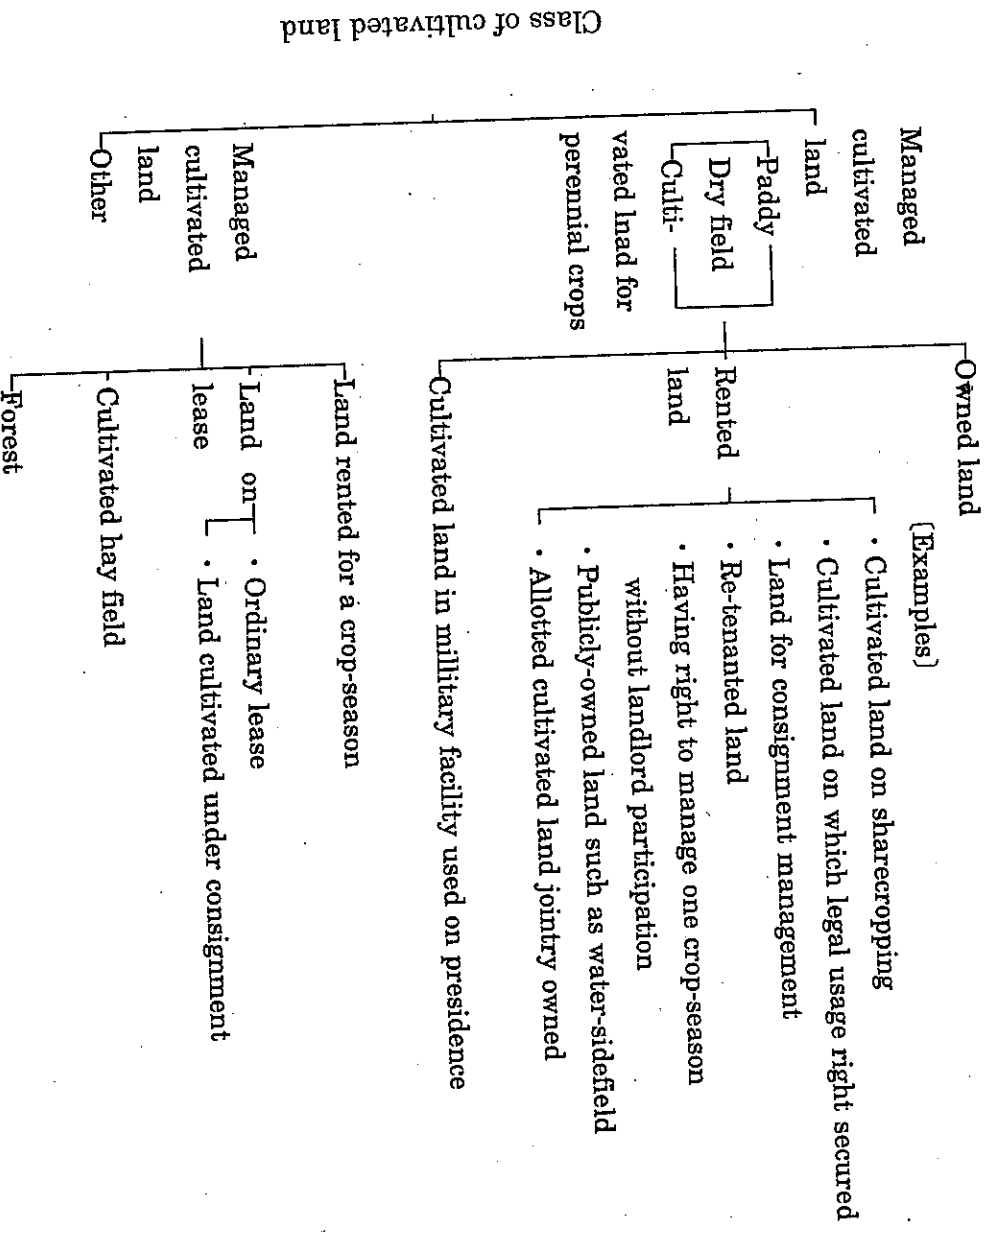 Class of cultivated land
Managed
cultivated
land
Paddy
Dry field
Culti-
vated lnad for
perennial crops
Owned land
Rented
land
[Examples]
· Cultivated land on sharecropping
· Cultivated land on which legal usage right secured
· Land for consignment management
· Re-tenanted land
· Having right to manage one crop-season
without landlord participation
· Publicly-owned land such as water-sidefield
· Allotted cultivated land jointry owned
Cultivated land in millitary facility used on presidence
Managed
cultivated
land
Other
Land rented for a crop-season
Land on
lease
· Ordinary lease
· Land cultivated under consignment
Cultivated hay field
Forest